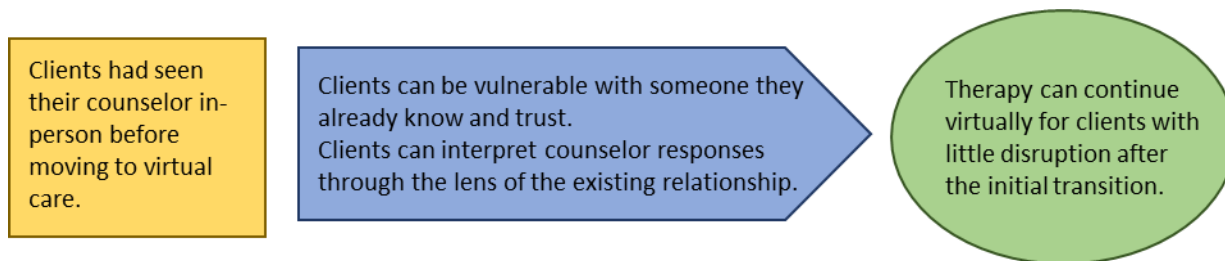 Clients had seen
their counselor in-
person before
moving to virtual
care.
Clients can be vulnerable with someone they
already know and trust.
Clients can interpret counselor responses
through the lens of the existing relationship.
Therapy can continue
virtually for clients with
little disruption after
the initial transition.